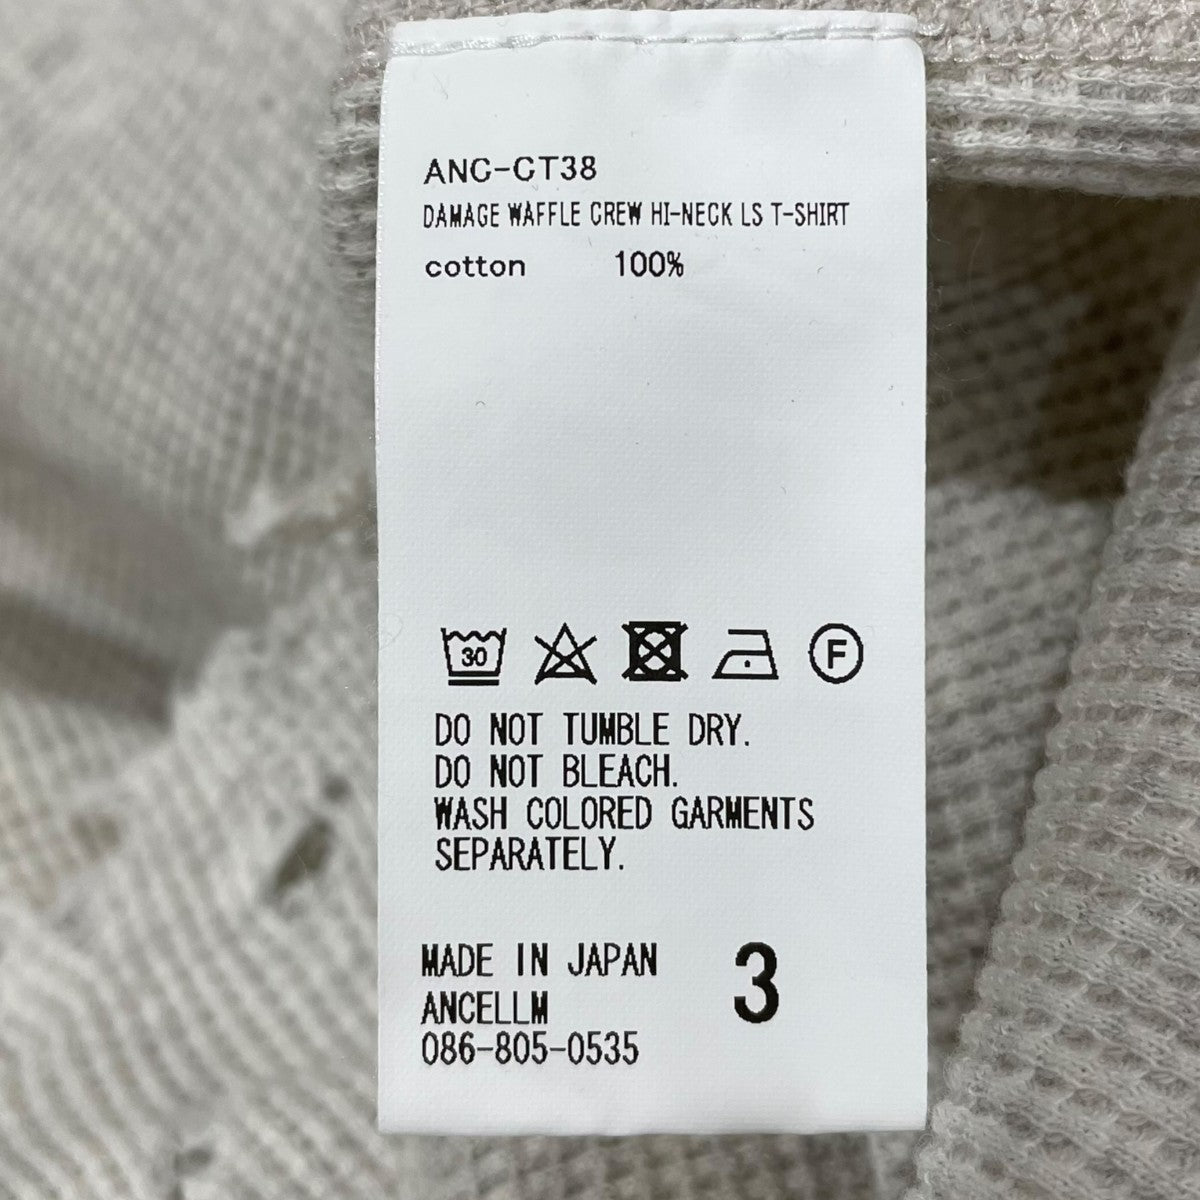 ANC-CT38
DAMAGE WAFFLE CREW HI-NECK LS T-SHIRT
cotton 100%
30 F
DO NOT TUMBLE DRY.
DO NOT BLEACH.
WASH COLORED GARMENTS
SEPARATELY.
MADE IN JAPAN 3
ANCELLM
086-805-0535